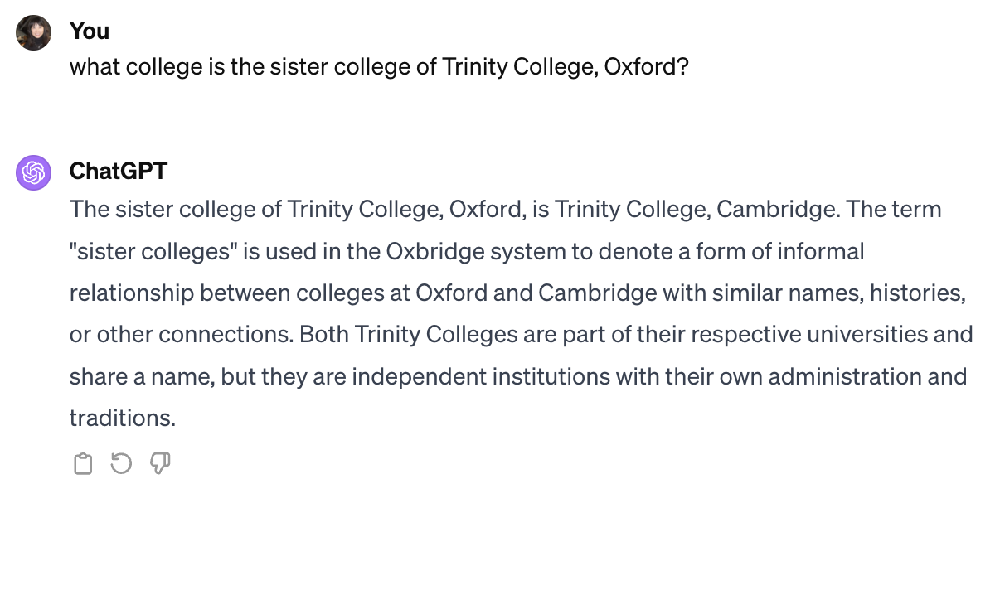 You
what college is the sister college of Trinity College, Oxford?
ChatGPT
The sister college of Trinity College, Oxford, is Trinity College, Cambridge. The term
"sister colleges" is used in the Oxbridge system to denote a form of informal
relationship between colleges at Oxford and Cambridge with similar names, histories,
or other connections. Both Trinity Colleges are part of their respective universities and
share a name, but they are independent institutions with their own administration and
traditions.